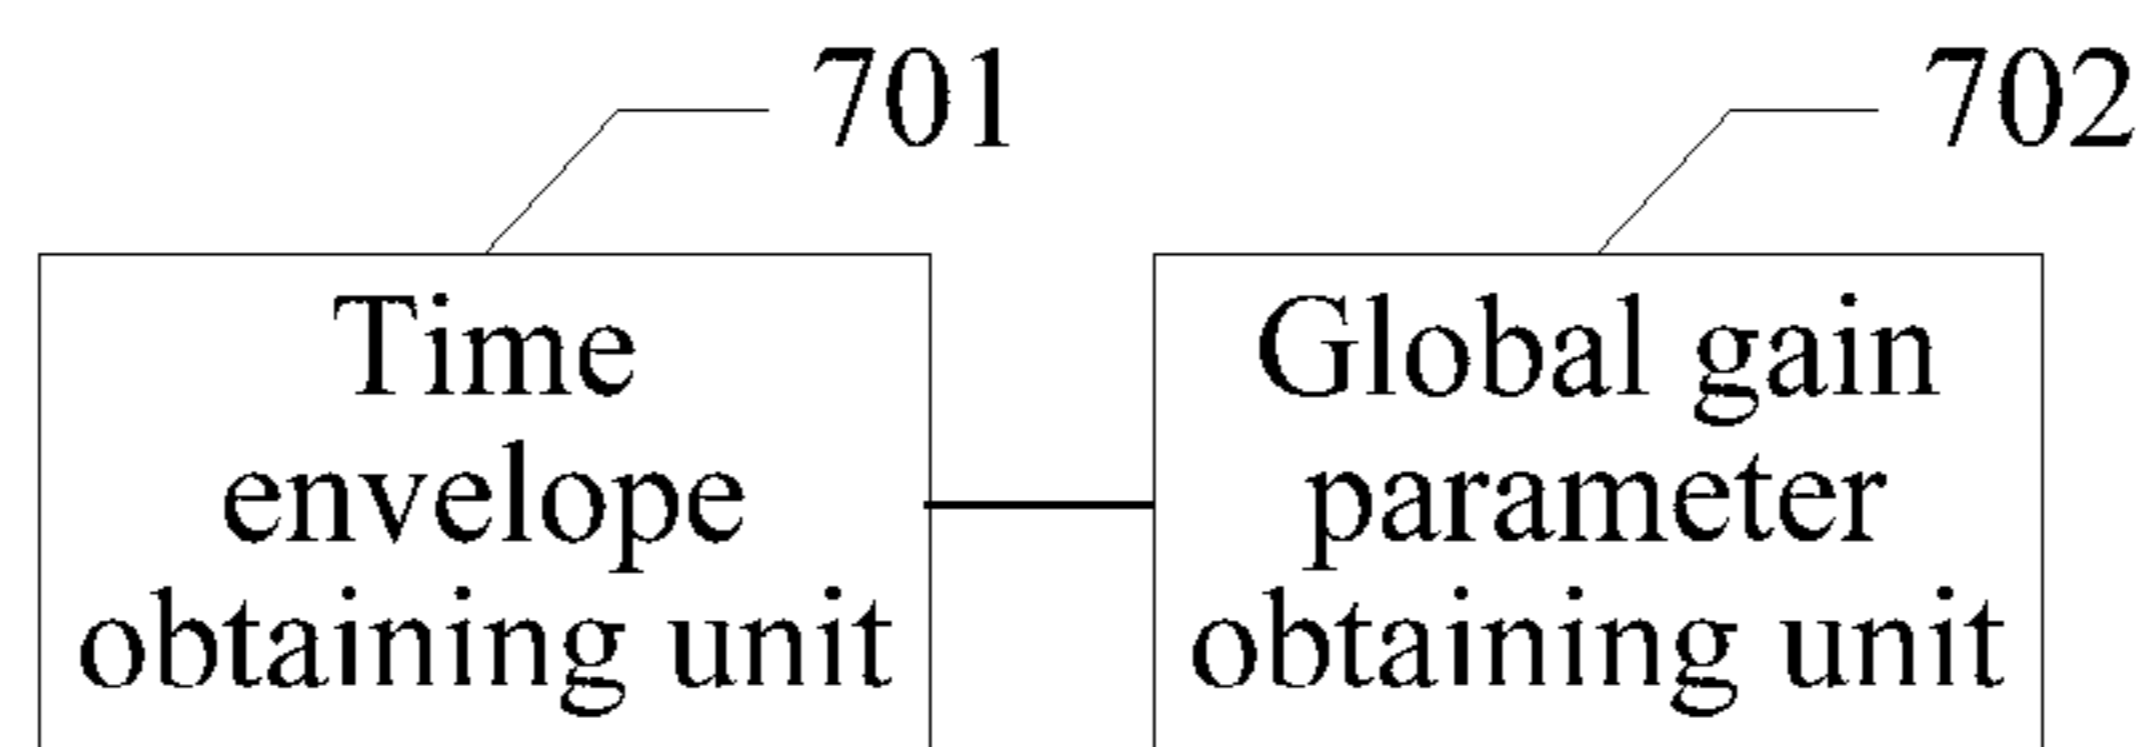 701
702
Time
envelope
obtaining unit
Global gain
parameter
obtaining unit